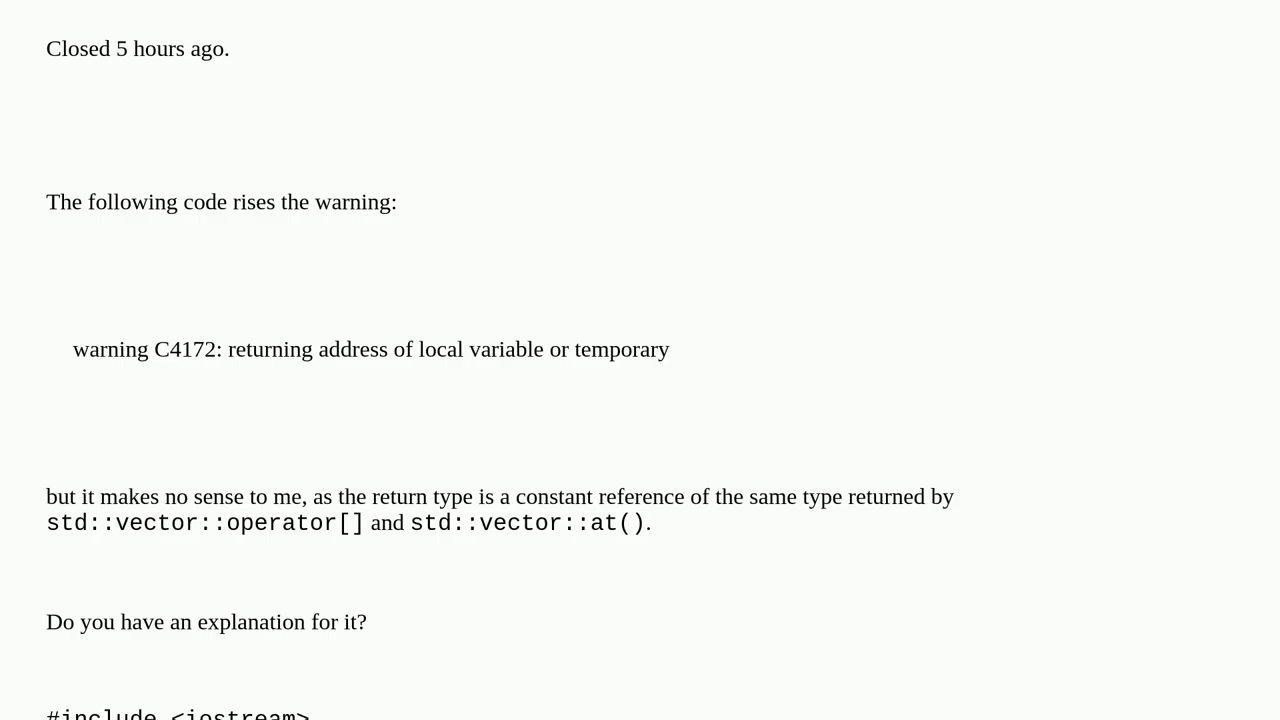 Closed 5 hours ago.
The following code rises the warning:
warning C4172: returning address of local variable or temporary
but it makes no sense to me, as the return type is a constant reference of the same type returned by
std::vector::operator[] and std::vector::at().
Do you have an explanation for it?
#include <iostream>